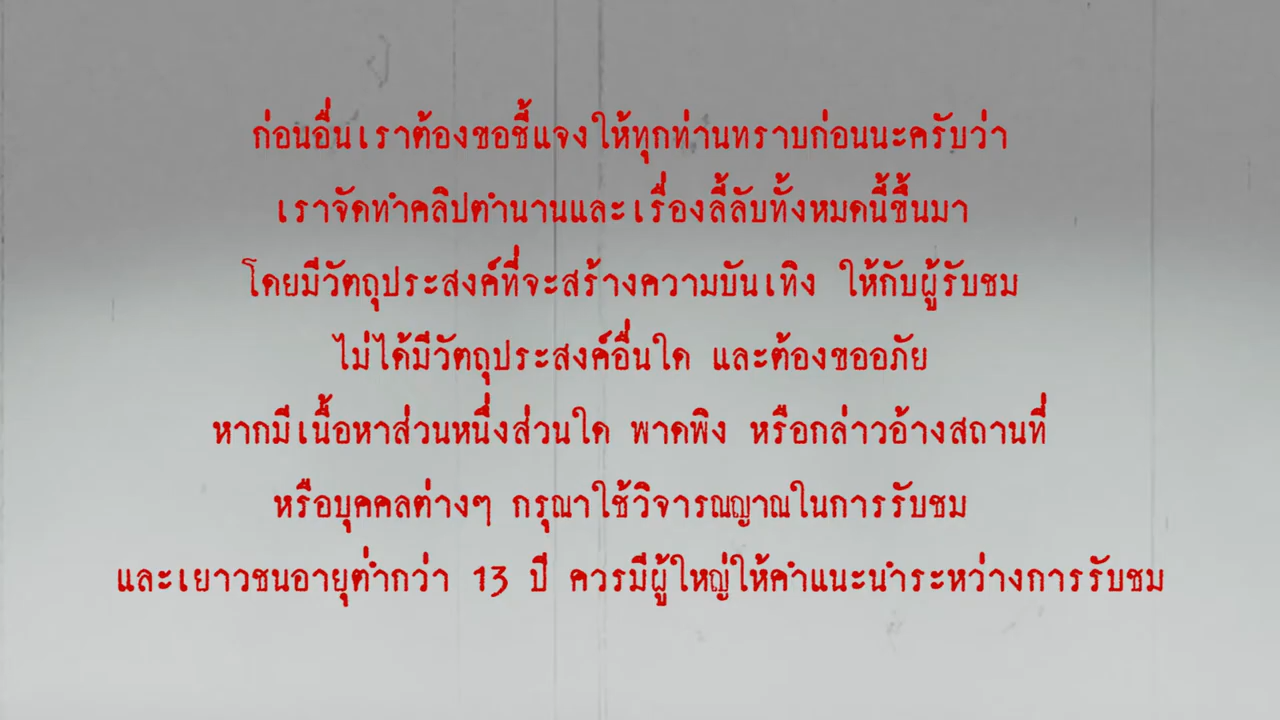 ก่อนอื่นเราต้องขอชี้แจงให้ทุกท่านทราบก่อนนะครับว่า
เราจัดทำคลิปตำนานและเรื่องลี้ลับทั้งหมดนี้ขึ้นมา
โดยมีวัตถุประสงค์ที่จะสร้างความบันเทิง ให้กับผู้รับชม
ไม่ได้มีวัตถุประสงค์อื่นใด และต้องขออภัย
หากมีเนื้อหาส่วนหนึ่งส่วนใด พาดพิง หรือกล่าวอ้างสถานที่
หรือบุคคลต่างๆ กรุณาใช้วิจารณญาณในการรับชม
และเยาวชนอายุต่ำกว่า 13 ปี ควรมีผู้ใหญ่ให้คำแนะนำระหว่างการรับชม